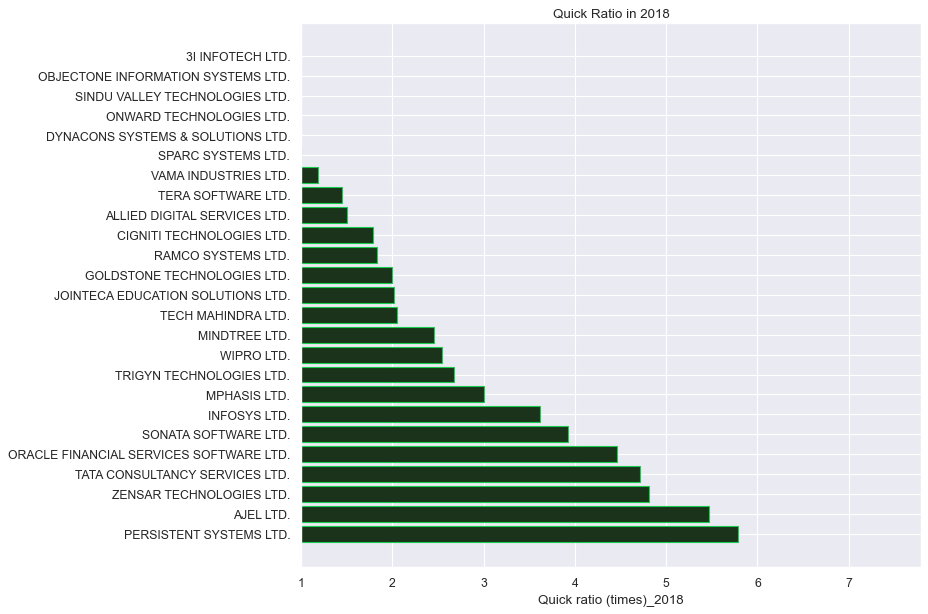 Quick Ratio in 2018
3I INFOTECH LTD.
OBJECTONE INFORMATION SYSTEMS LTD.
SINDU VALLEY TECHNOLOGIES LTD.
ONWARD TECHNOLOGIES LTD.
DYNACONS SYSTEMS & SOLUTIONS LTD.
SPARC SYSTEMS LTD.
VAMA INDUSTRIES LTD.
TERA SOFTWARE LTD.
ALLIED DIGITAL SERVICES LTD.
CIGNITI TECHNOLOGIES LTD.
RAMCO SYSTEMS LTD.
GOLDSTONE TECHNOLOGIES LTD.
JOINTECA EDUCATION SOLUTIONS LTD.
TECH MAHINDRA LTD.
MINDTREE LTD.
WIPRO LTD.
TRIGYN TECHNOLOGIES LTD.
MPHASIS LTD.
INFOSYS LTD.
SONATA SOFTWARE LTD.
ORACLE FINANCIAL SERVICES SOFTWARE LTD.
TATA CONSULTANCY SERVICES LTD.
ZENSAR TECHNOLOGIES LTD.
AJEL LTD.
PERSISTENT SYSTEMS LTD.
1 2 3 4 5 6 7
Quick ratio (times)_2018